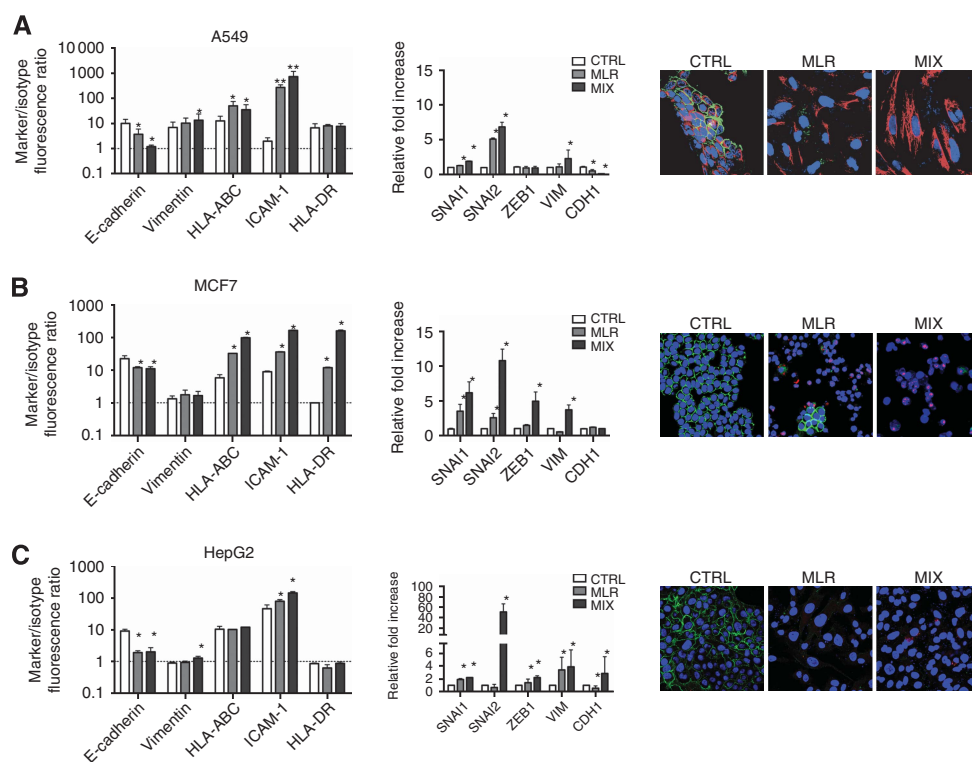 A
A549
Marker/isotype
fluorescence ratio
10 000
1000
100
10
1
0.1
* * * * * ** **
E-cadherin
Vimentin
HLA-ABC
ICAM-1
HLA-DR
Relative fold increase
15
10
5
0
CTRL
MLR
MIX
* * * * * * *
SNAI1
SNAI2
ZEB1
VIM
CDH1
CTRL
MLR
MIX
B
MCF7
Marker/isotype
fluorescence ratio
1000
100
10
1
0.1
* * * * * * * *
E-cadherin
Vimentin
HLA-ABC
ICAM-1
HLA-DR
Relative fold increase
15
10
5
0
CTRL
MLR
MIX
* * * * * *
SNAI1
SNAI2
ZEB1
VIM
CDH1
CTRL
MLR
MIX
C
HepG2
Marker/isotype
fluorescence ratio
1000
100
10
1
0.1
* * * * *
E-cadherin
Vimentin
HLA-ABC
ICAM-1
HLA-DR
Relative fold increase
100
80
60
40
20
6
4
2
0
CTRL
MLR
MIX
* * * * * * * * *
SNAI1
SNAI2
ZEB1
VIM
CDH1
CTRL
MLR
MIX